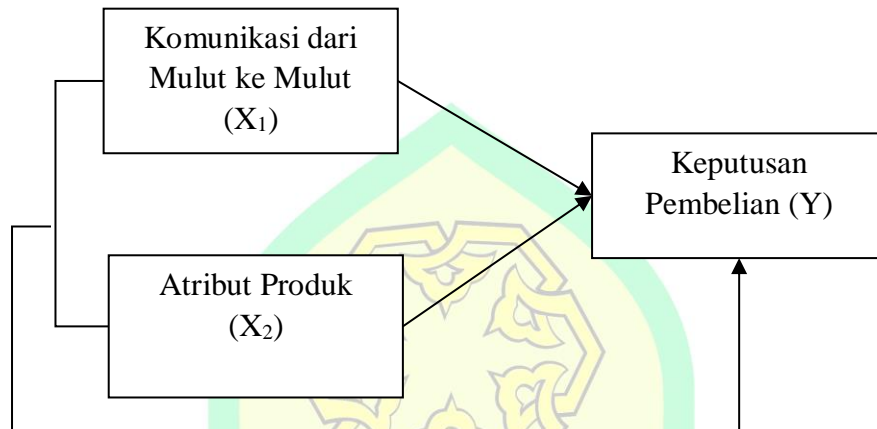 Komunikasi dari
Mulut ke Mulut
(X₁)
Keputusan
Pembelian (Y)
Atribut Produk
(X₂)